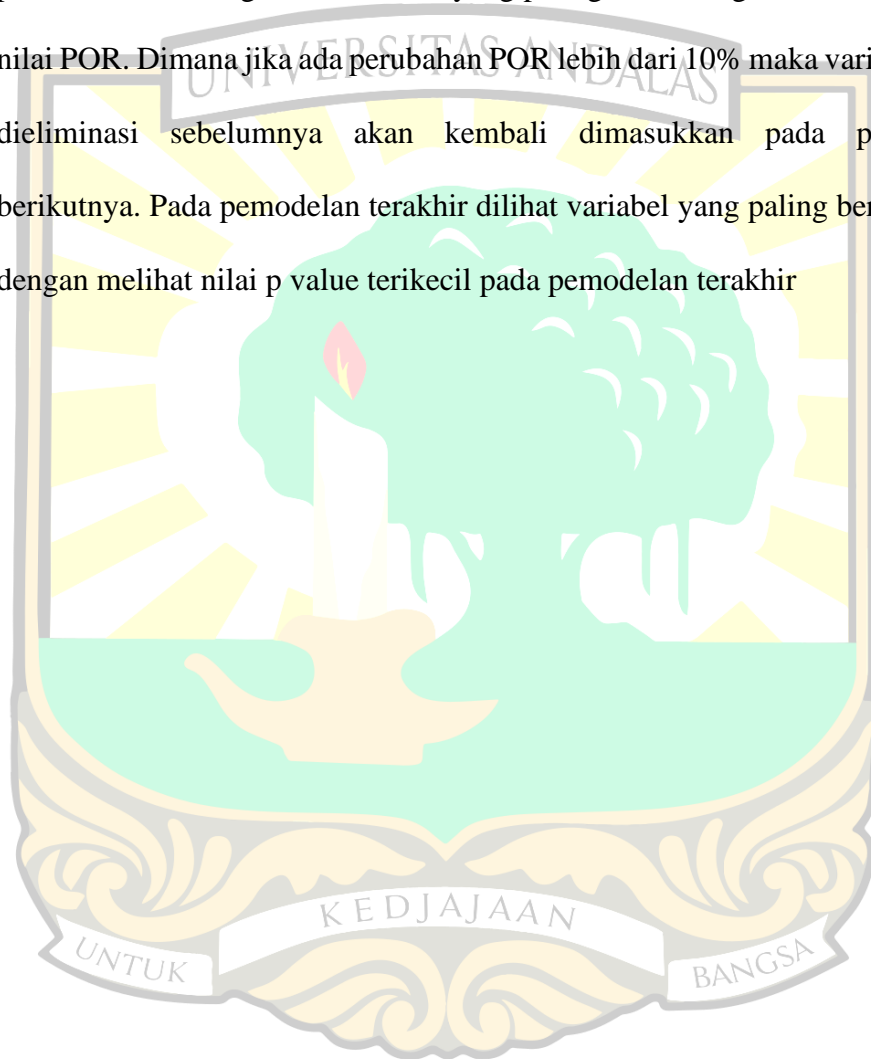 nilai POR. Dimana jika ada perubahan POR lebih dari 10% maka vari
dieliminasi sebelumnya akan kembali dimasukkan pada p
berikutnya. Pada pemodelan terakhir dilihat variabel yang paling ber
dengan melihat nilai p value terikecil pada pemodelan terakhir
UNIVERSITAS ANDALAS
KEDJAJAAN
UNTUK
BANGSA